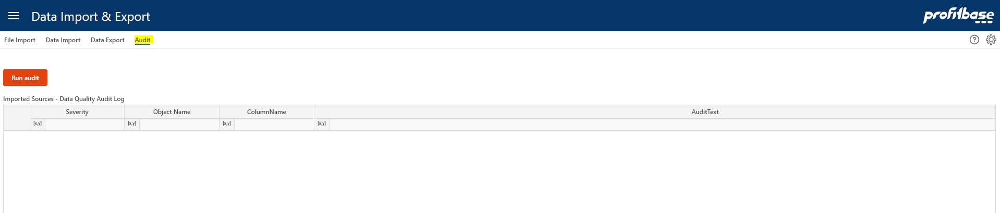 Data Import & Export
profitbase
File Import Data Import Data Export Audit
?
Run audit
Imported Sources - Data Quality Audit Log
Severity Object Name ColumnName AuditText
[x,y] [x,y] [x,y] [x,y]